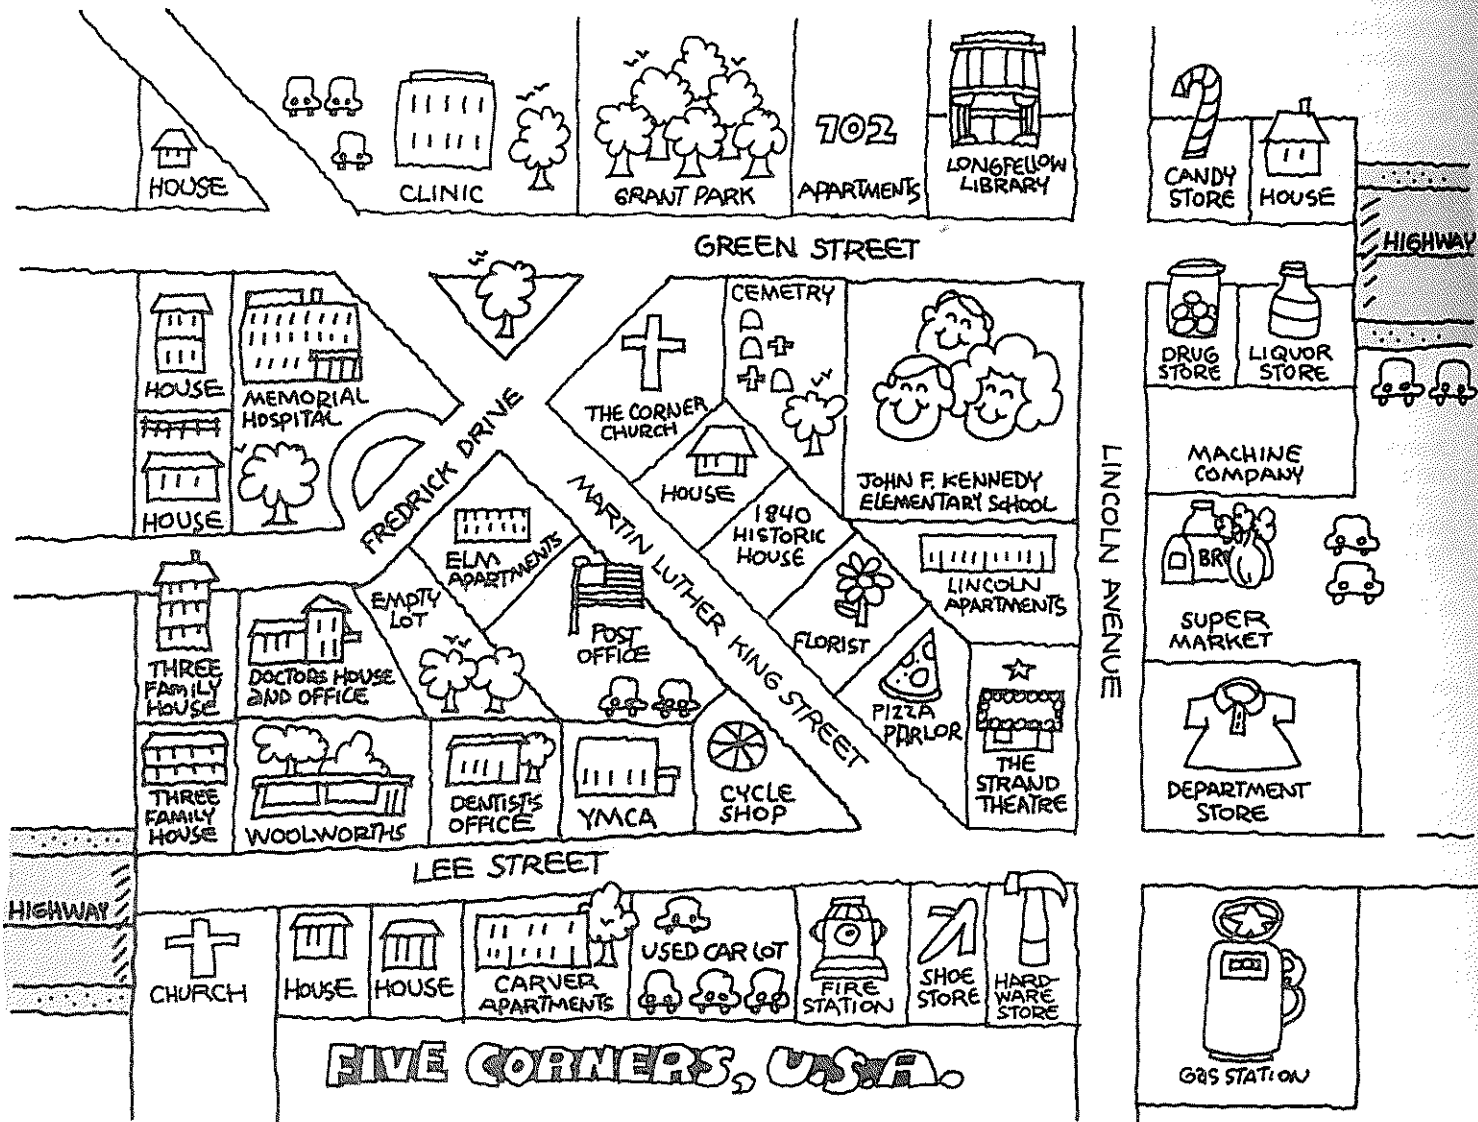 HOUSE
CLINIC
GRANT PARK
702
APARTMENTS
LONGFELLOW
LIBRARY
CANDY
STORE
HOUSE
GREEN STREET
HIGHWAY
HOUSE
MEMORIAL
HOSPITAL
HOUSE
FREDRICK DRIVE
THE CORNER
CHURCH
CEMETRY
HOUSE
1840
HISTORIC
HOUSE
JOHN F. KENNEDY
ELEMENTARY SCHOOL
DRUG
STORE
LIQUOR
STORE
MACHINE
COMPANY
LINCOLN AVENUE
MARTIN LUTHER KING STREET
ELM
APARTMENTS
EMPTY
LOT
POST
OFFICE
FLORIST
LINCOLN
APARTMENTS
BR
SUPER
MARKET
THREE
FAMILY
HOUSE
DOCTORS HOUSE
AND OFFICE
PIZZA
PARLOR
THE
STRAND
THEATRE
DEPARTMENT
STORE
THREE
FAMILY
HOUSE
WOOLWORTHS
DENTIST'S
OFFICE
YMCA
CYCLE
SHOP
LEE STREET
HIGHWAY
CHURCH
HOUSE
HOUSE
CARVER
APARTMENTS
USED CAR LOT
FIRE
STATION
SHOE
STORE
HARD-
WARE
STORE
GAS STATION
FIVE CORNERS, U.S.A.